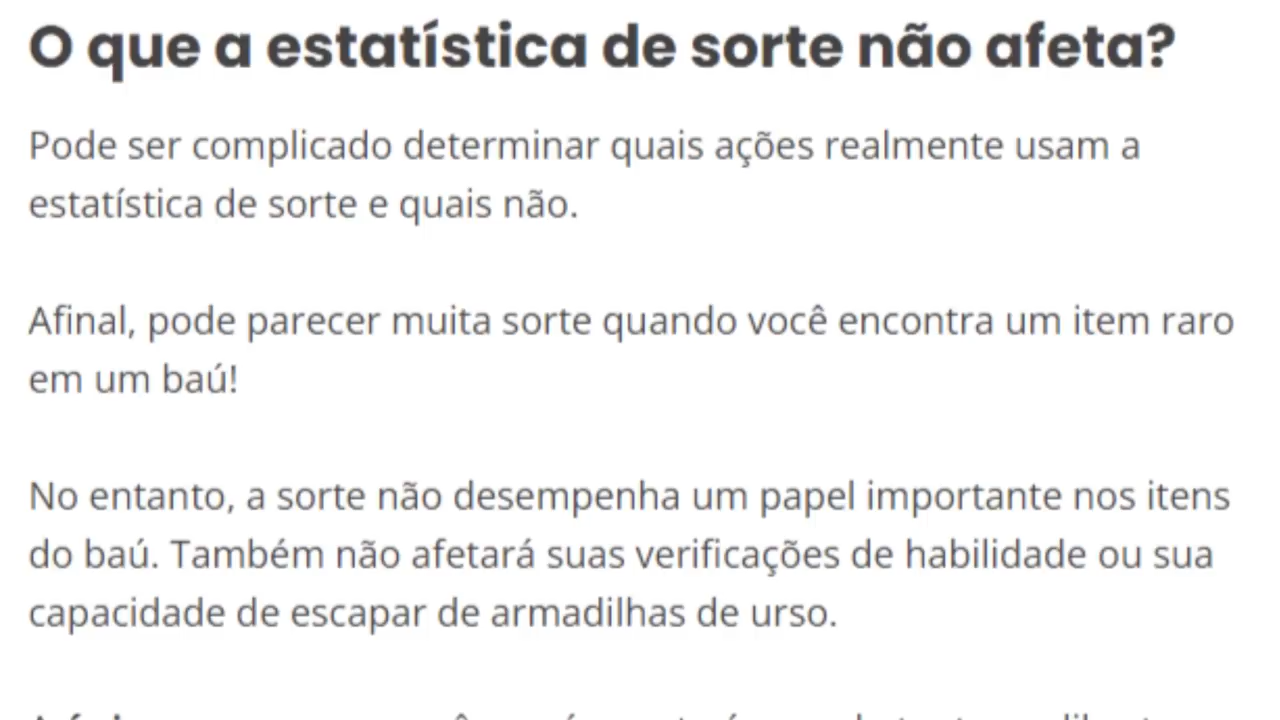 O que a estatística de sorte não afeta?
Pode ser complicado determinar quais ações realmente usam a
estatística de sorte e quais não.
Afinal, pode parecer muita sorte quando você encontra um item raro
em um baú!
No entanto, a sorte não desempenha um papel importante nos itens
do baú. Também não afetará suas verificações de habilidade ou sua
capacidade de escapar de armadilhas de urso.